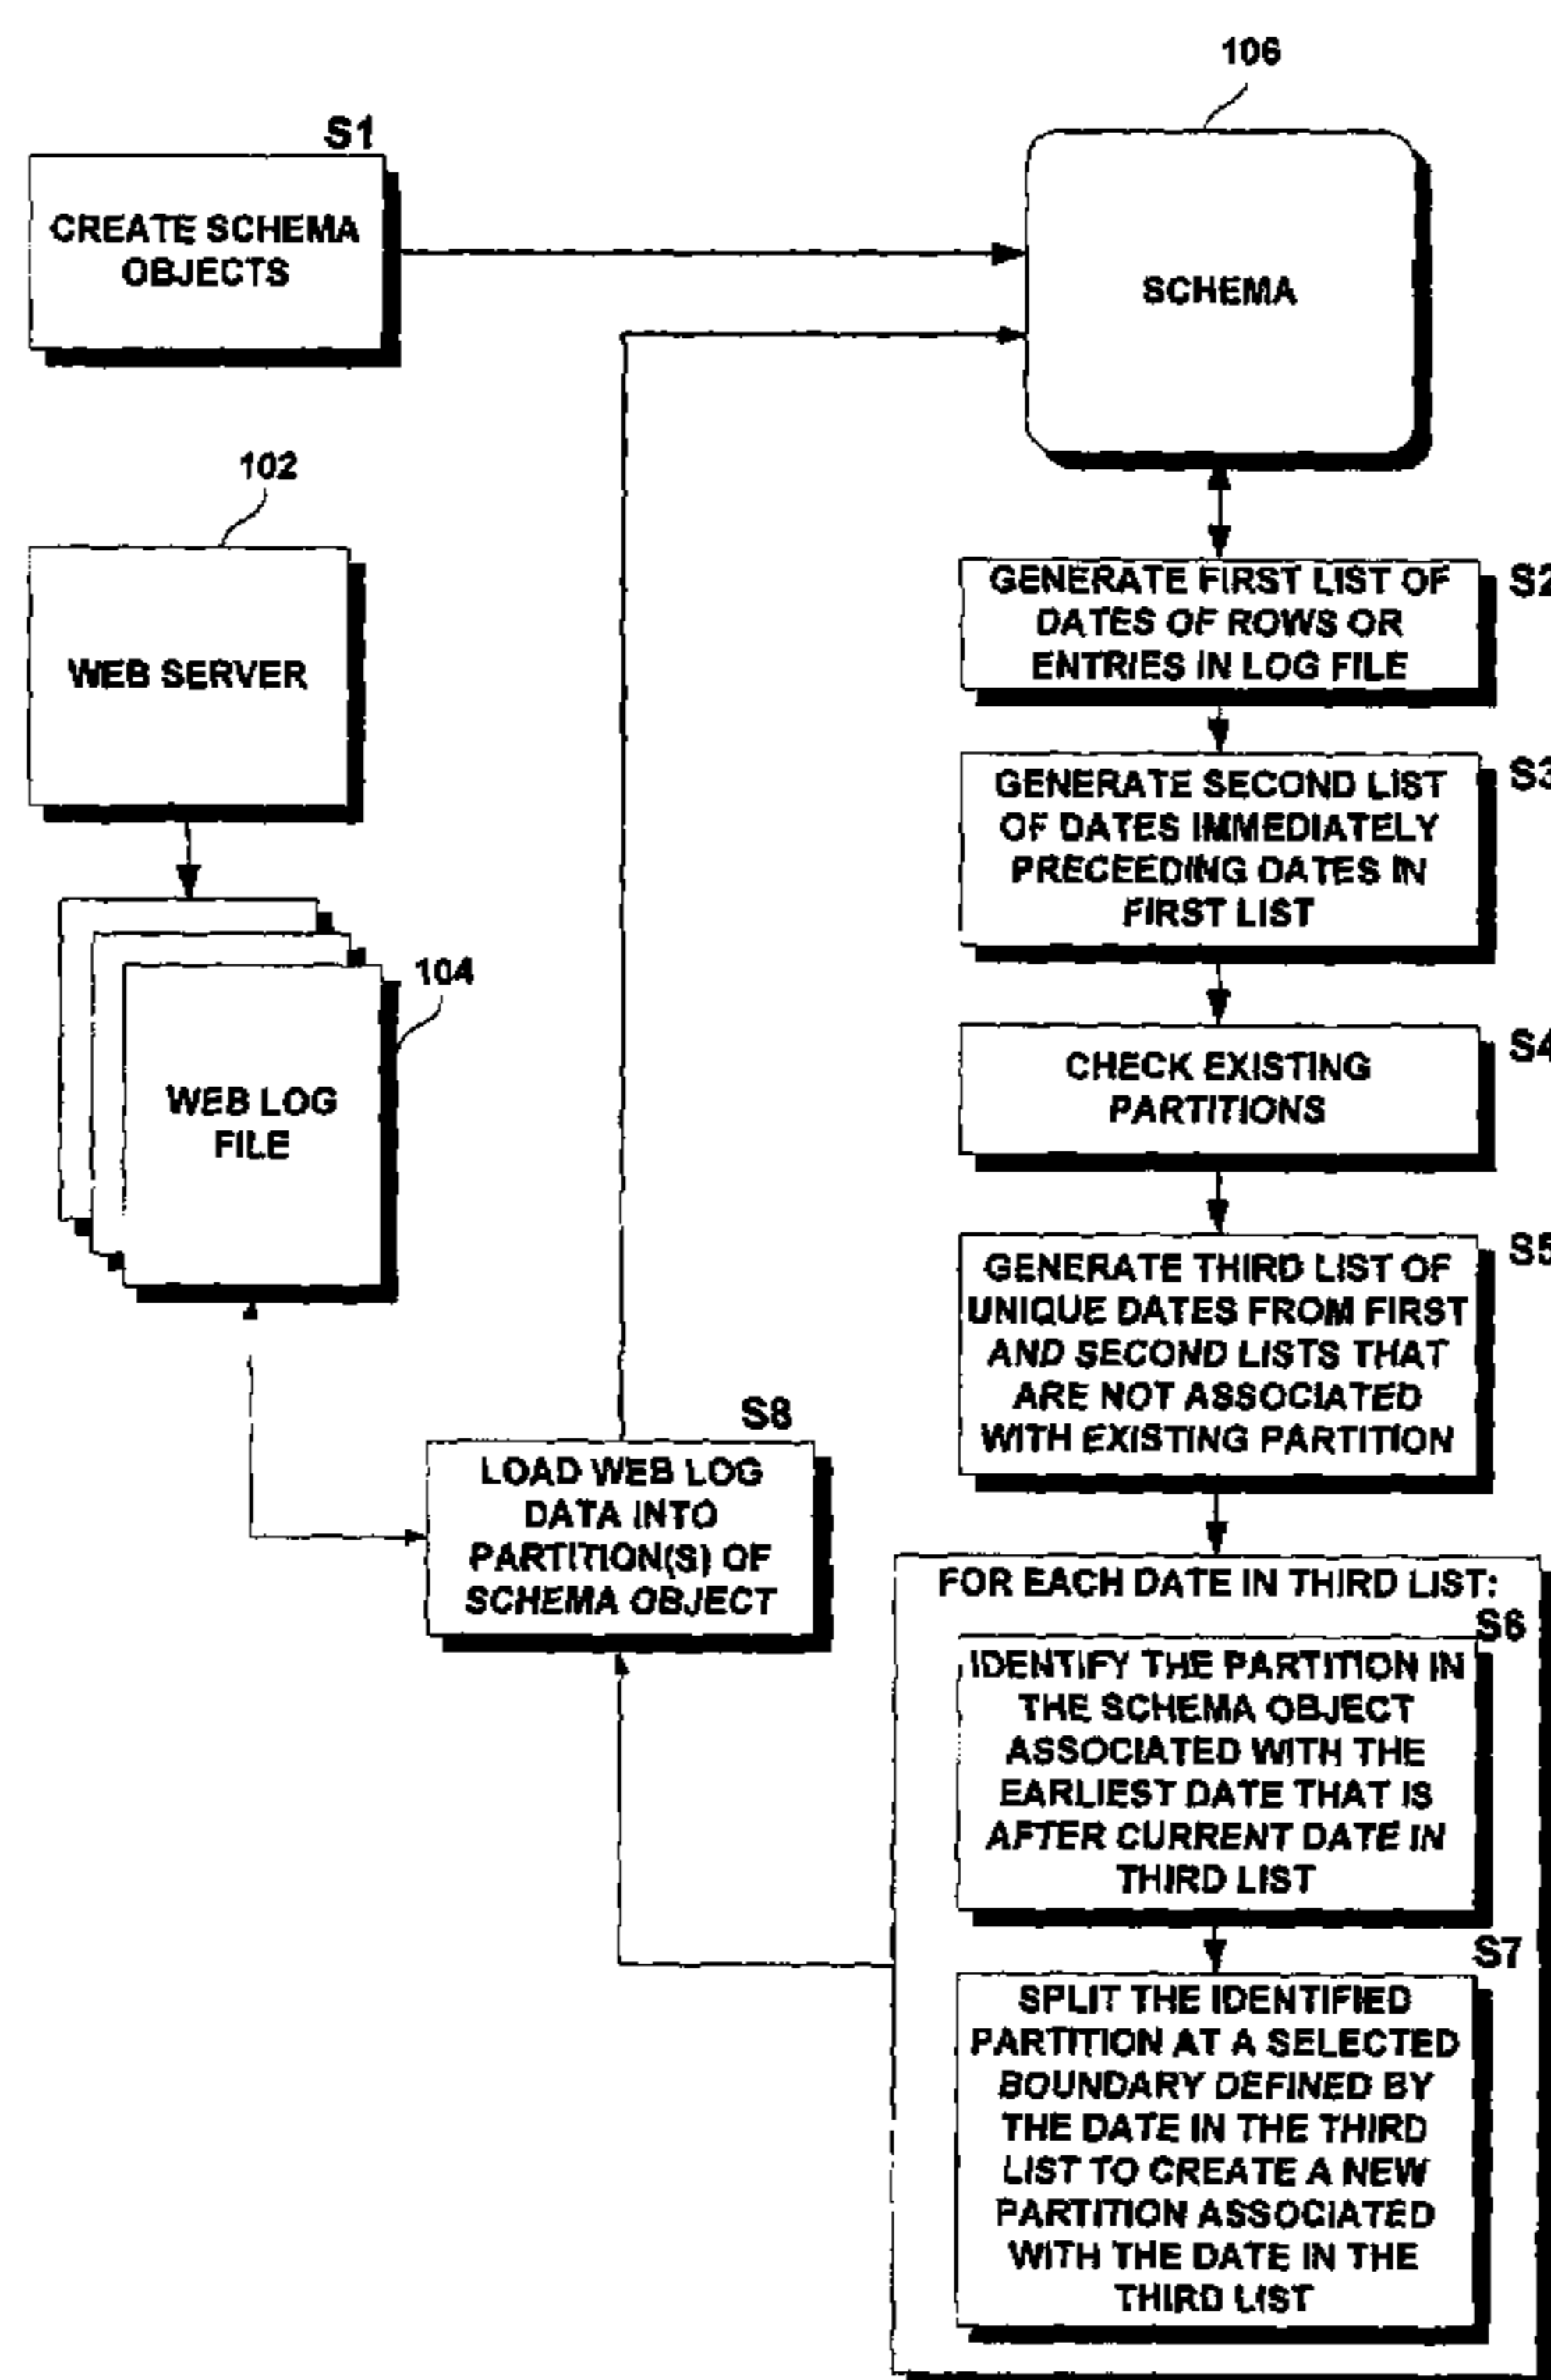 106
S1
CREATE SCHEMA
OBJECTS
SCHEMA
102
WEB SERVER
104
WEB LOG
FILE
GENERATE FIRST LIST OF
DATES OF ROWS OR
ENTRIES IN LOG FILE
S2
GENERATE SECOND LIST
OF DATES IMMEDIATELY
PRECEEDING DATES IN
FIRST LIST
S3
CHECK EXISTING
PARTITIONS
S4
GENERATE THIRD LIST OF
UNIQUE DATES FROM FIRST
AND SECOND LISTS THAT
ARE NOT ASSOCIATED
WITH EXISTING PARTITION
S5
S8
LOAD WEB LOG
DATA INTO
PARTITION(S) OF
SCHEMA OBJECT
FOR EACH DATE IN THIRD LIST:
S6
IDENTIFY THE PARTITION IN
THE SCHEMA OBJECT
ASSOCIATED WITH THE
EARLIEST DATE THAT IS
AFTER CURRENT DATE IN
THIRD LIST
S7
SPLIT THE IDENTIFIED
PARTITION AT A SELECTED
BOUNDARY DEFINED BY
THE DATE IN THE THIRD
LIST TO CREATE A NEW
PARTITION ASSOCIATED
WITH THE DATE IN THE
THIRD LIST